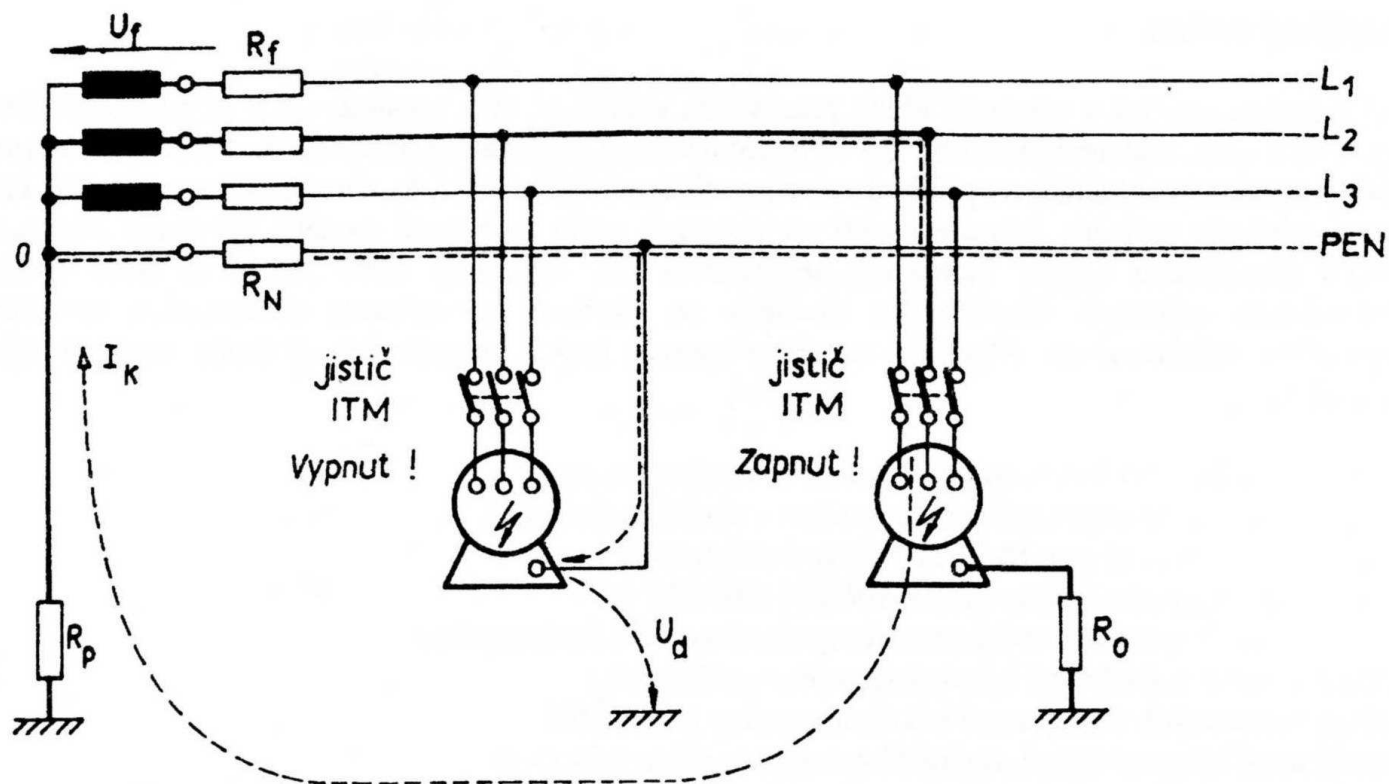 U_f
R_f
L_1
L_2
L_3
0
PEN
R_N
I_K
jistič
ITM
Vypnut !
jistič
ITM
Zapnut !
R_p
U_d
R_0